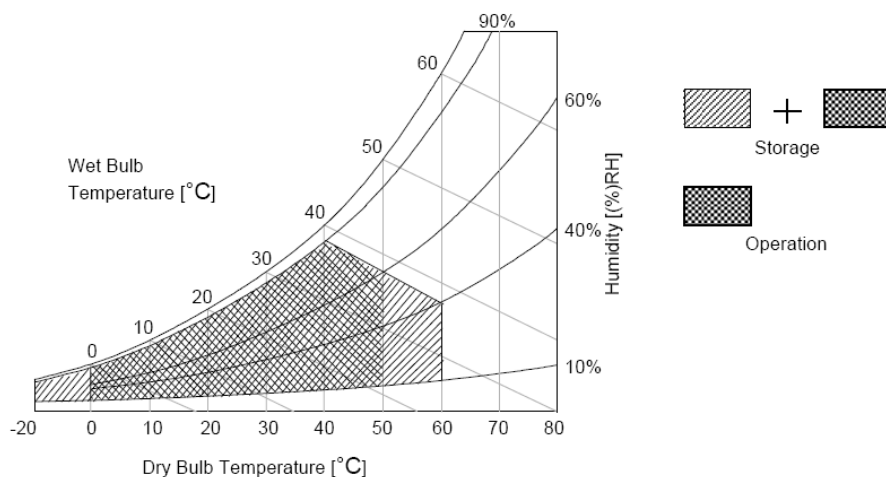 90%
60
60%
50
Wet Bulb
Temperature [°C]
40
30
20
10
0
40%
10%
Humidity [(%)RH]
-20 0 10 20 30 40 50 60 70 80
Dry Bulb Temperature [°C]
+
Storage
Operation